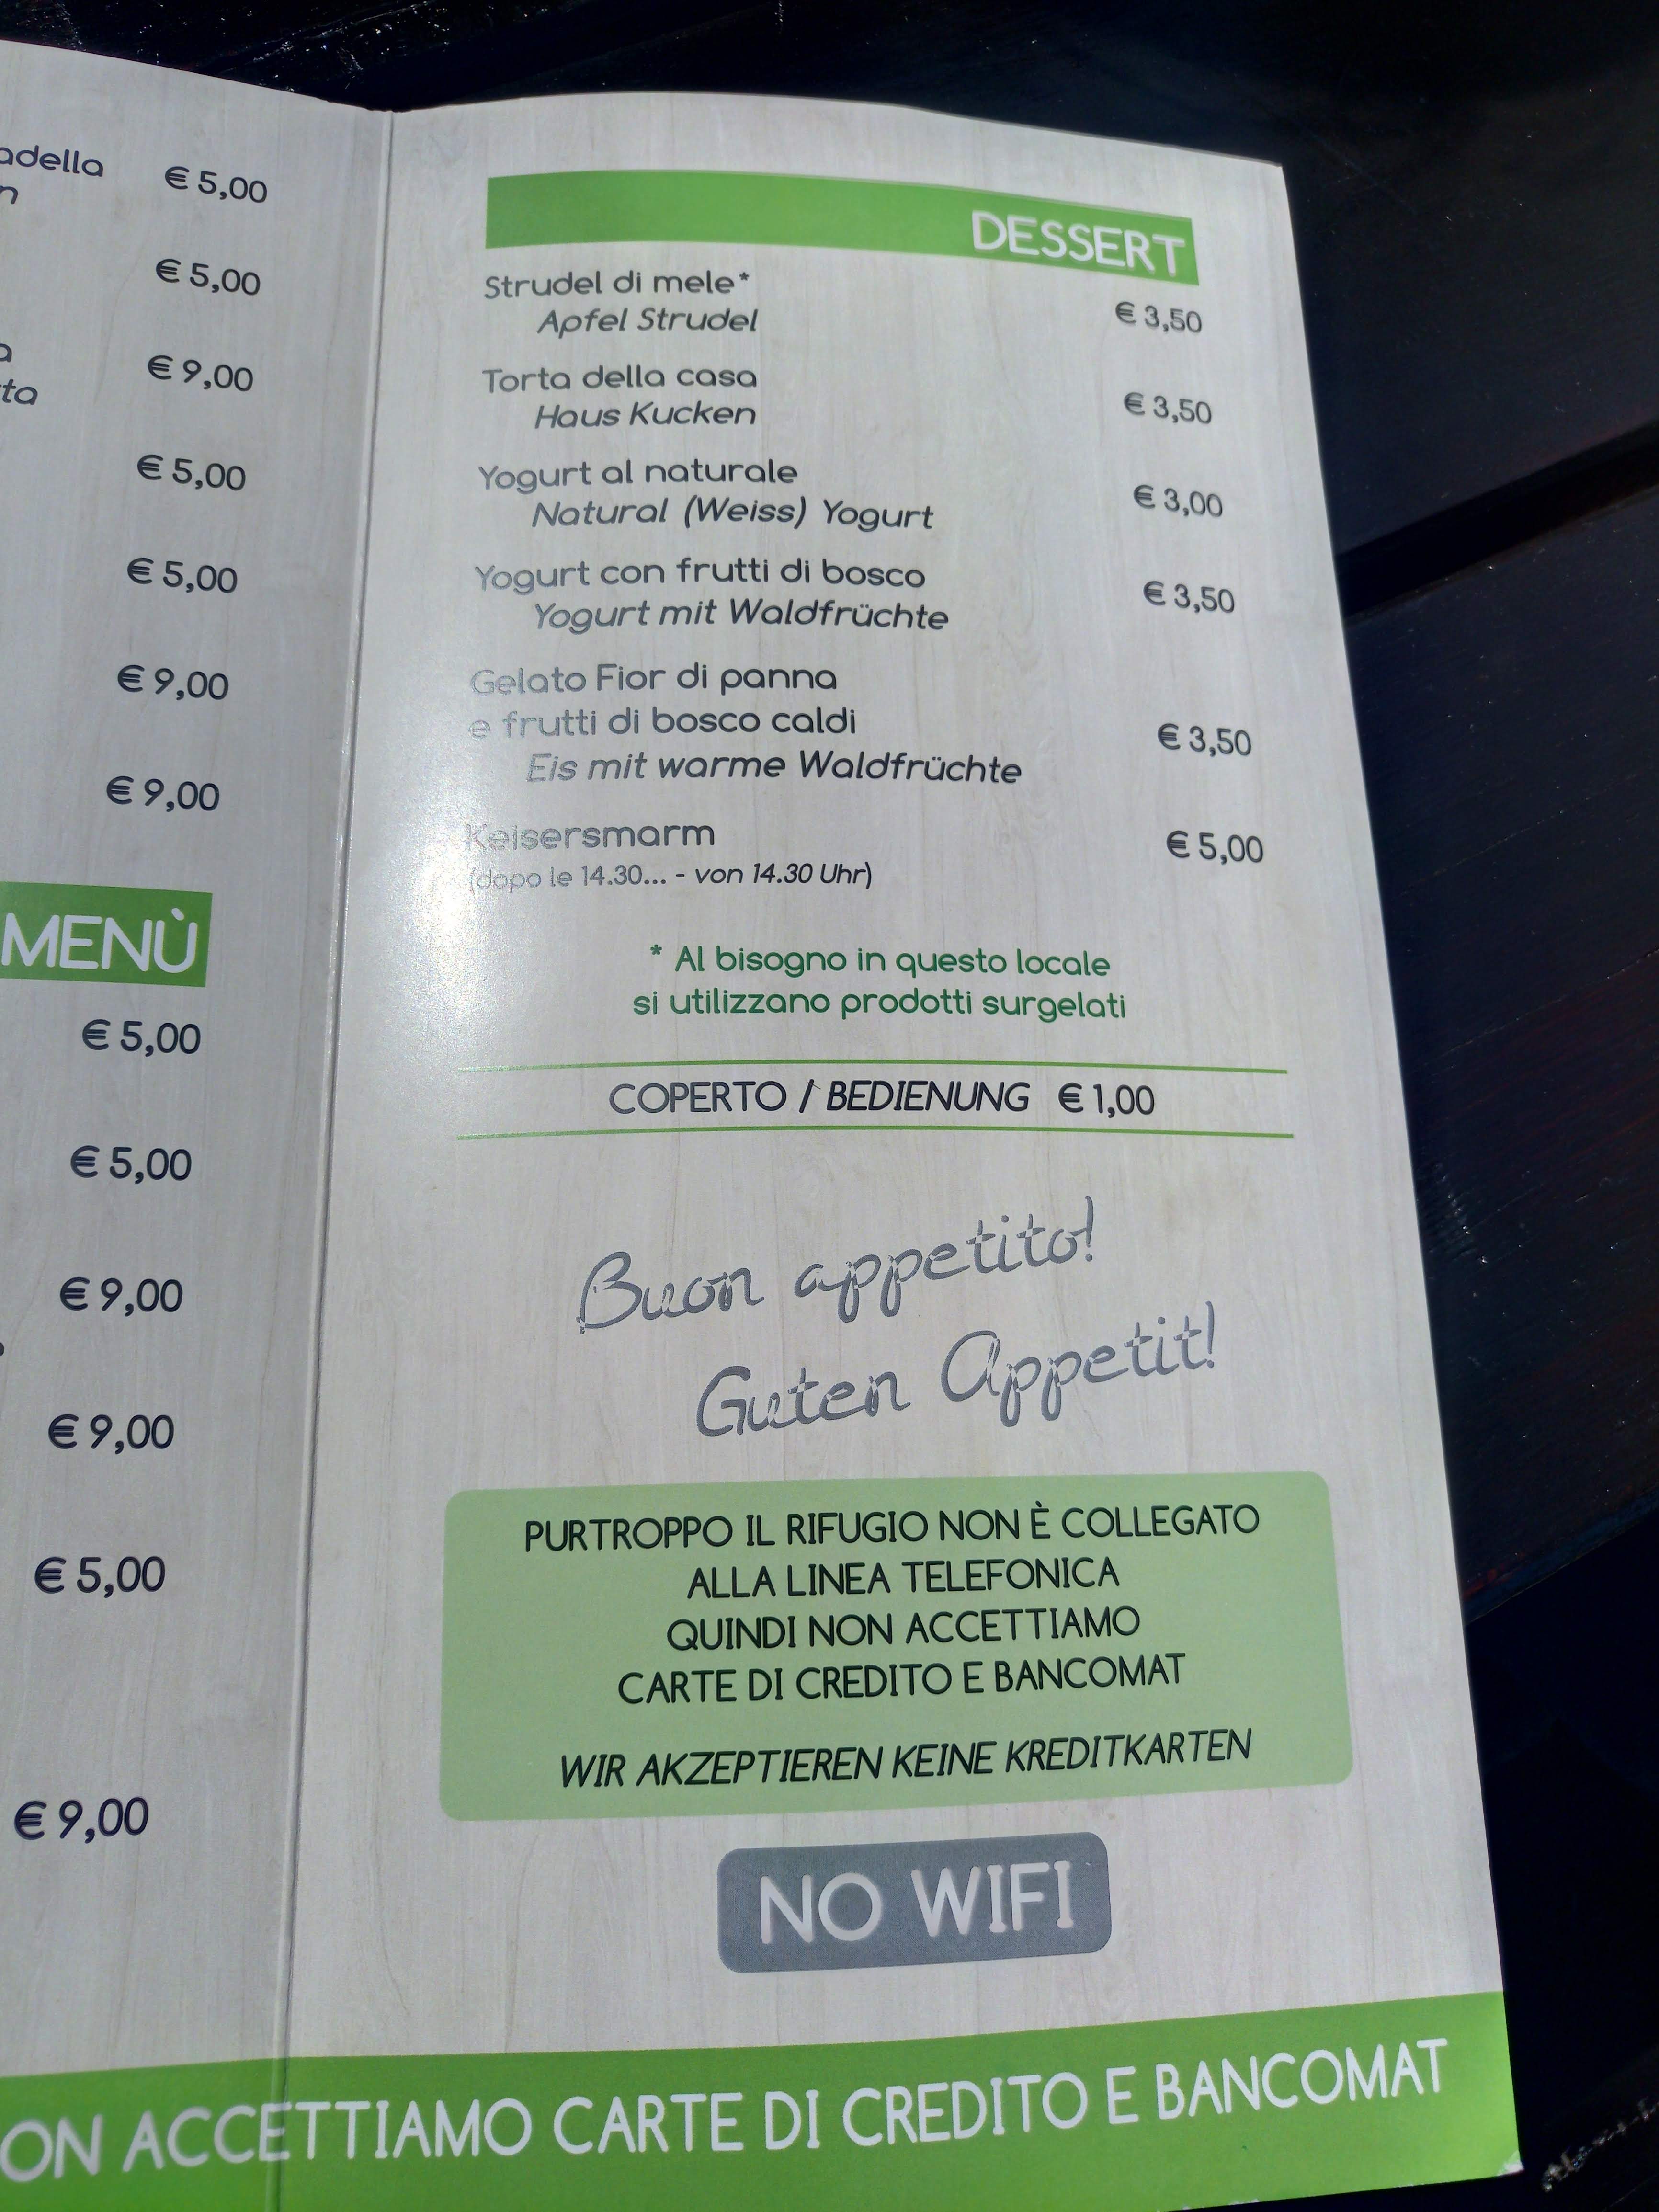 adella € 5,00
n
€ 5,00
a
ta € 9,00
€ 5,00
€ 5,00
€ 9,00
€ 9,00
MENÙ
€ 5,00
€ 5,00
€ 9,00
€ 9,00
€ 5,00
€ 9,00
DESSERT
Strudel di mele*
Apfel Strudel € 3,50
Torta della casa
Haus Kucken € 3,50
Yogurt al naturale
Natural (Weiss) Yogurt € 3,00
Yogurt con frutti di bosco
Yogurt mit Waldfrüchte € 3,50
Gelato Fior di panna
e frutti di bosco caldi
Eis mit warme Waldfrüchte € 3,50
Keisersmarm € 5,00
(dopo le 14.30... - von 14.30 Uhr)
* Al bisogno in questo locale
si utilizzano prodotti surgelati
COPERTO / BEDIENUNG € 1,00
Buon appetito!
Guten Appetit!
PURTROPPO IL RIFUGIO NON È COLLEGATO
ALLA LINEA TELEFONICA
QUINDI NON ACCETTIAMO
CARTE DI CREDITO E BANCOMAT
WIR AKZEPTIEREN KEINE KREDITKARTEN
NO WIFI
ON ACCETTIAMO CARTE DI CREDITO E BANCOMAT